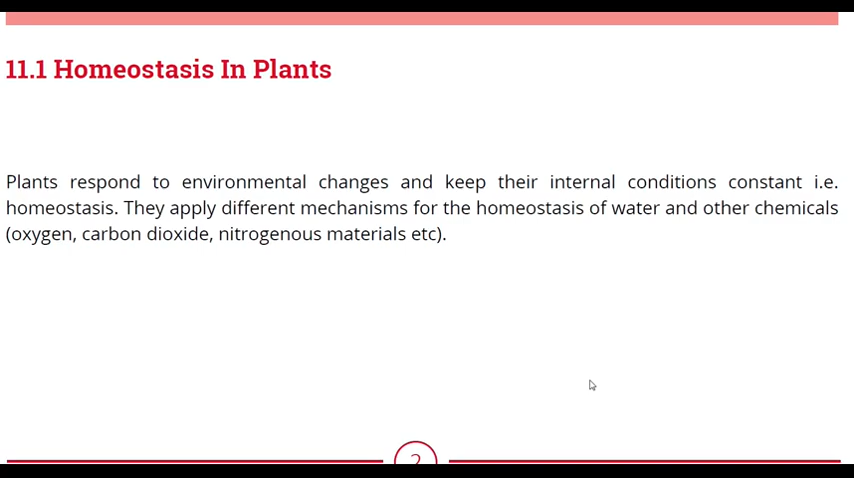 11.1 Homeostasis In Plants
Plants respond to environmental changes and keep their internal conditions constant i.e.
homeostasis. They apply different mechanisms for the homeostasis of water and other chemicals
(oxygen, carbon dioxide, nitrogenous materials etc).
2